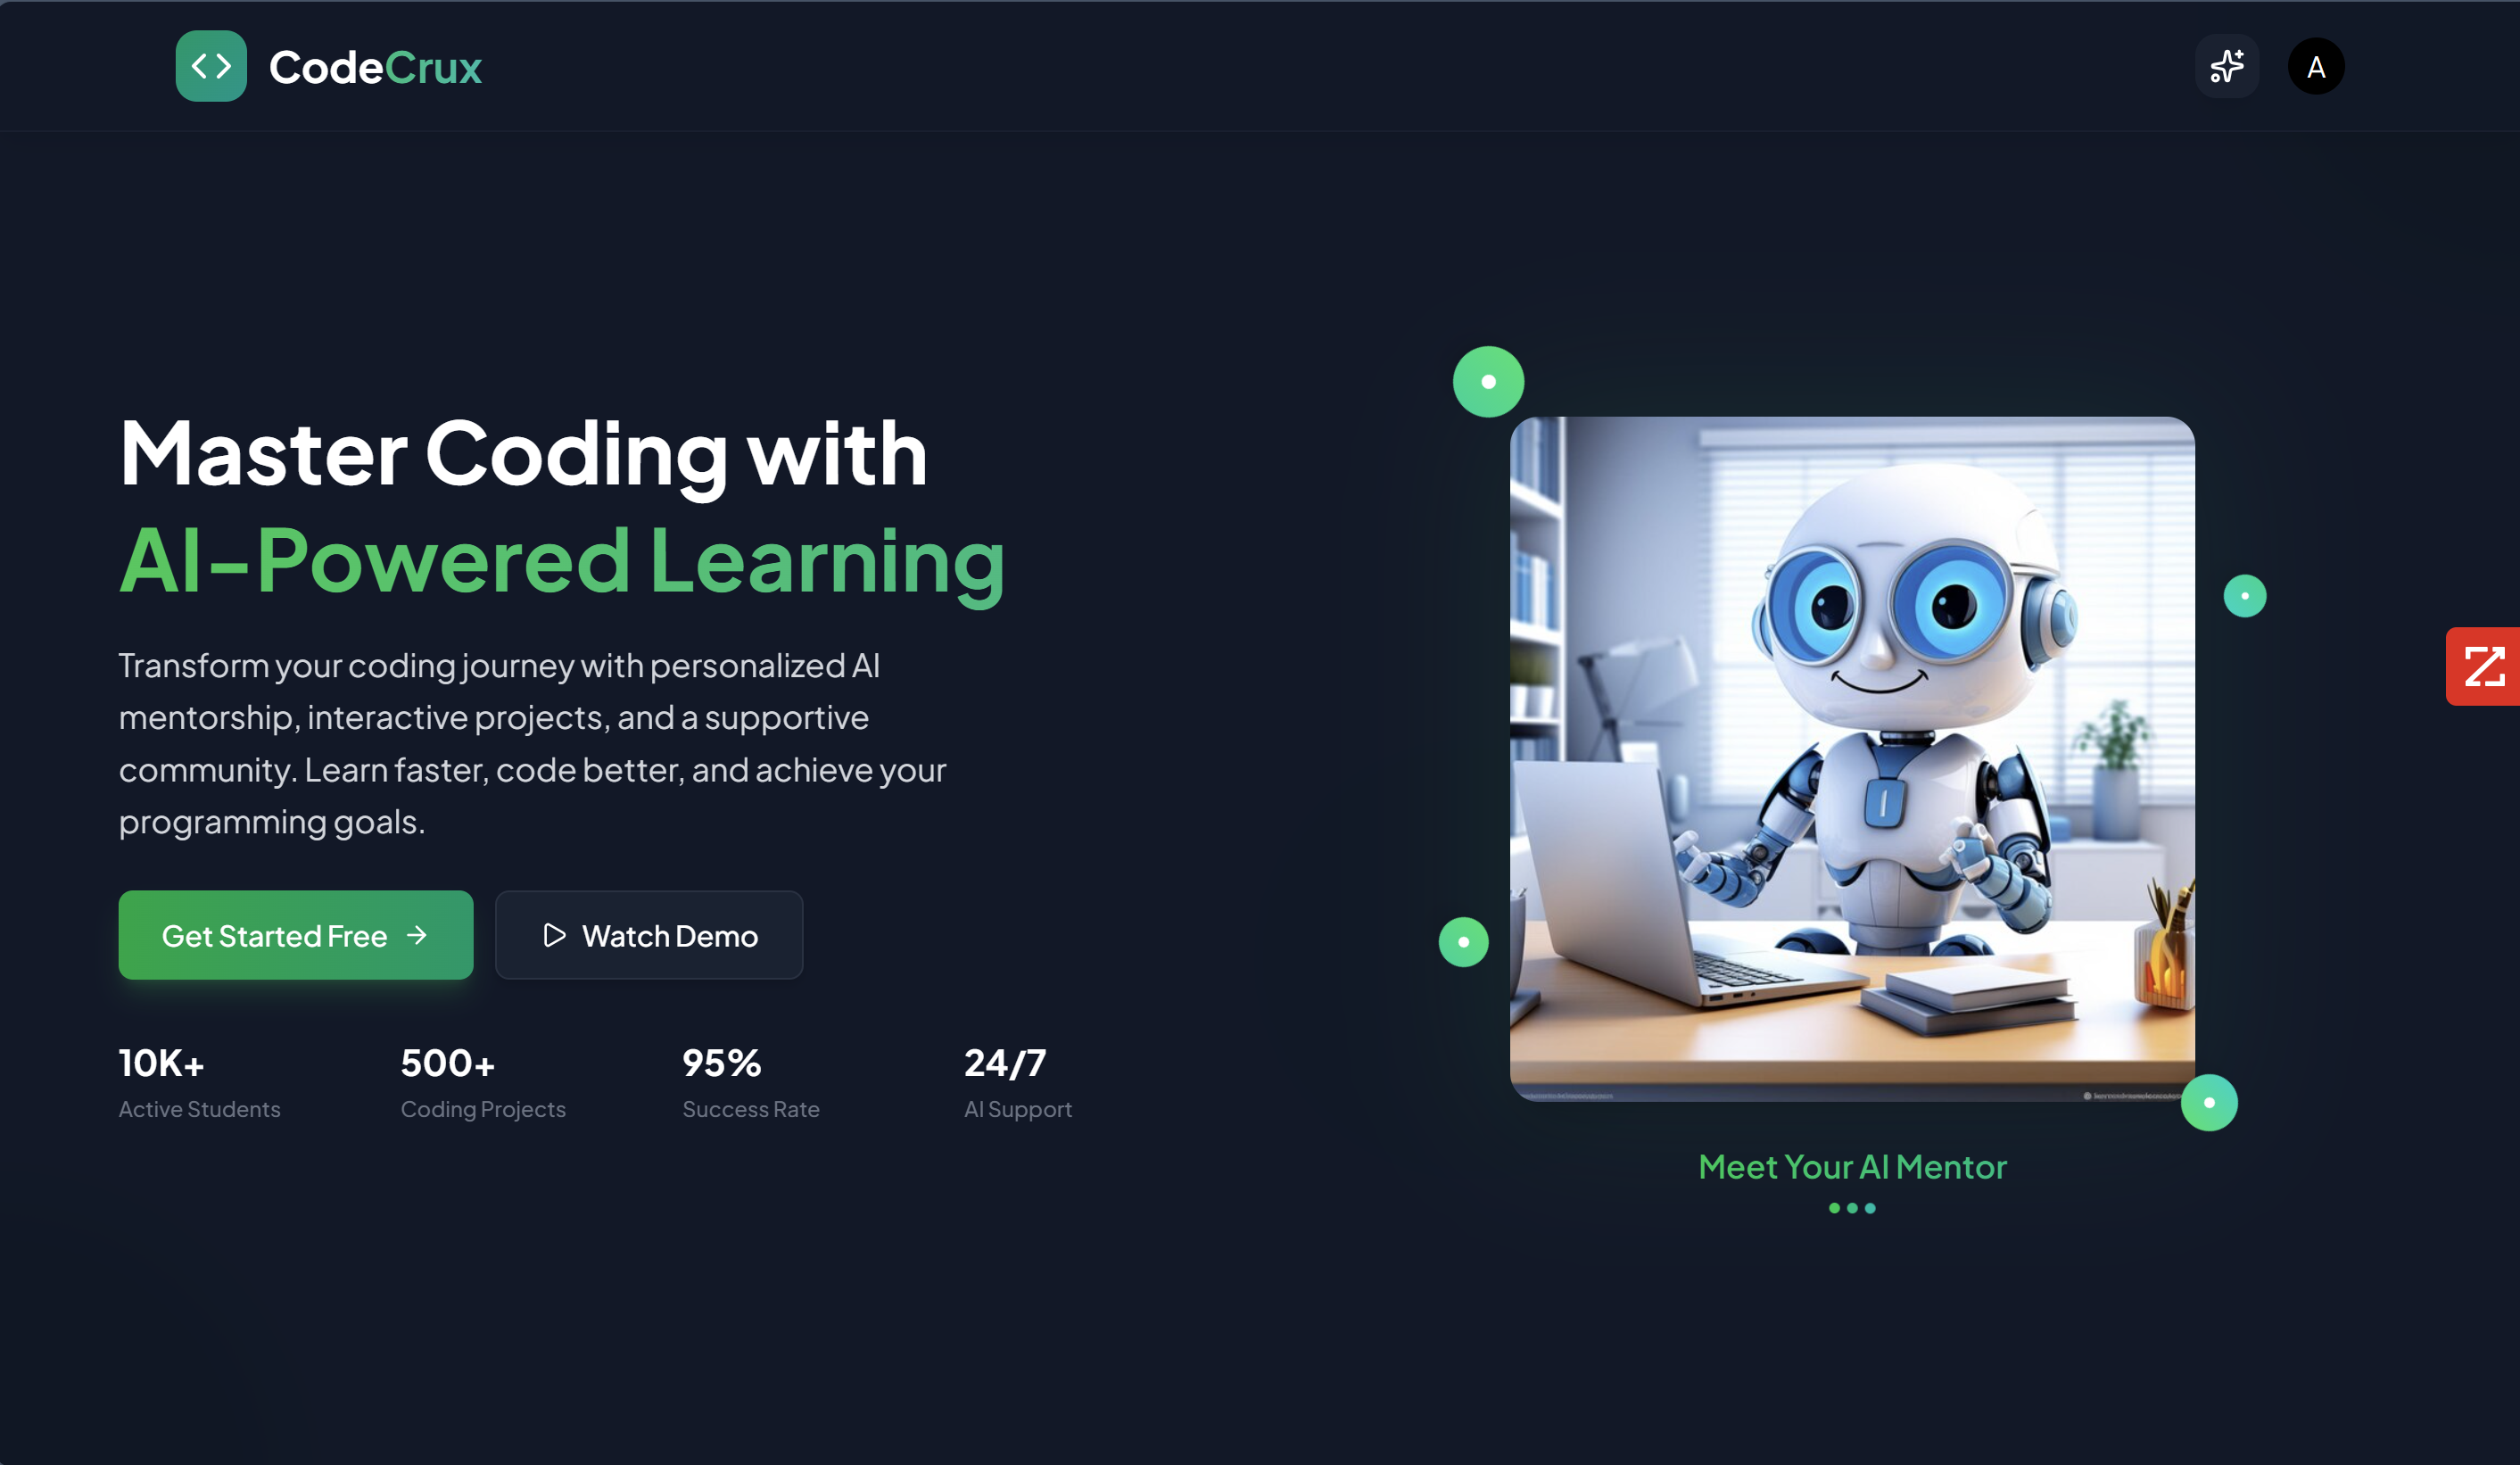 CodeCrux
A
Master Coding with
AI-Powered Learning
Transform your coding journey with personalized AI
mentorship, interactive projects, and a supportive
community. Learn faster, code better, and achieve your
programming goals.
Get Started Free
Watch Demo
10K+ 500+ 95% 24/7
Active Students Coding Projects Success Rate AI Support
Meet Your AI Mentor